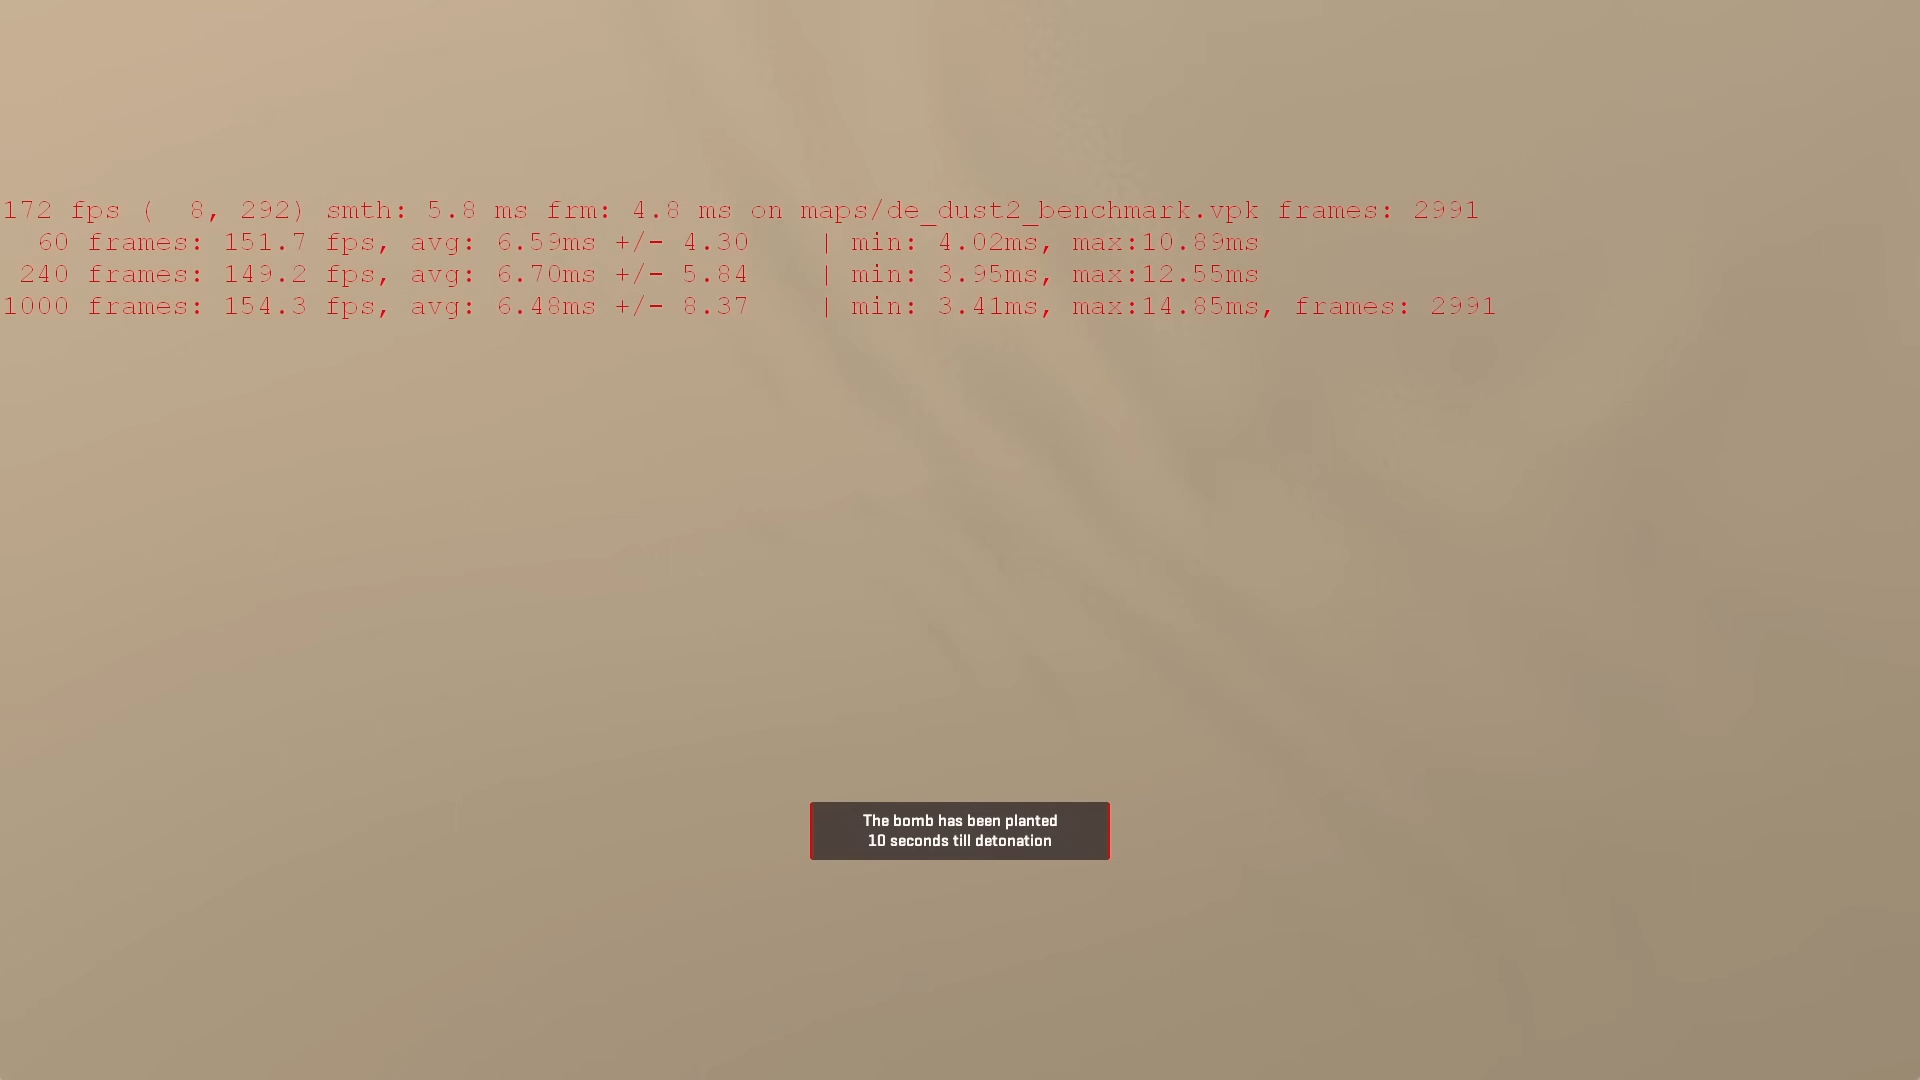 172 fps (  8, 292) smth: 5.8 ms frm: 4.8 ms on maps/de_dust2_benchmark.vpk frames: 2991
60 frames: 151.7 fps, avg: 6.59ms +/- 4.30    | min: 4.02ms, max:10.89ms
240 frames: 149.2 fps, avg: 6.70ms +/- 5.84    | min: 3.95ms, max:12.55ms
1000 frames: 154.3 fps, avg: 6.48ms +/- 8.37    | min: 3.41ms, max:14.85ms, frames: 2991
The bomb has been planted
10 seconds till detonation